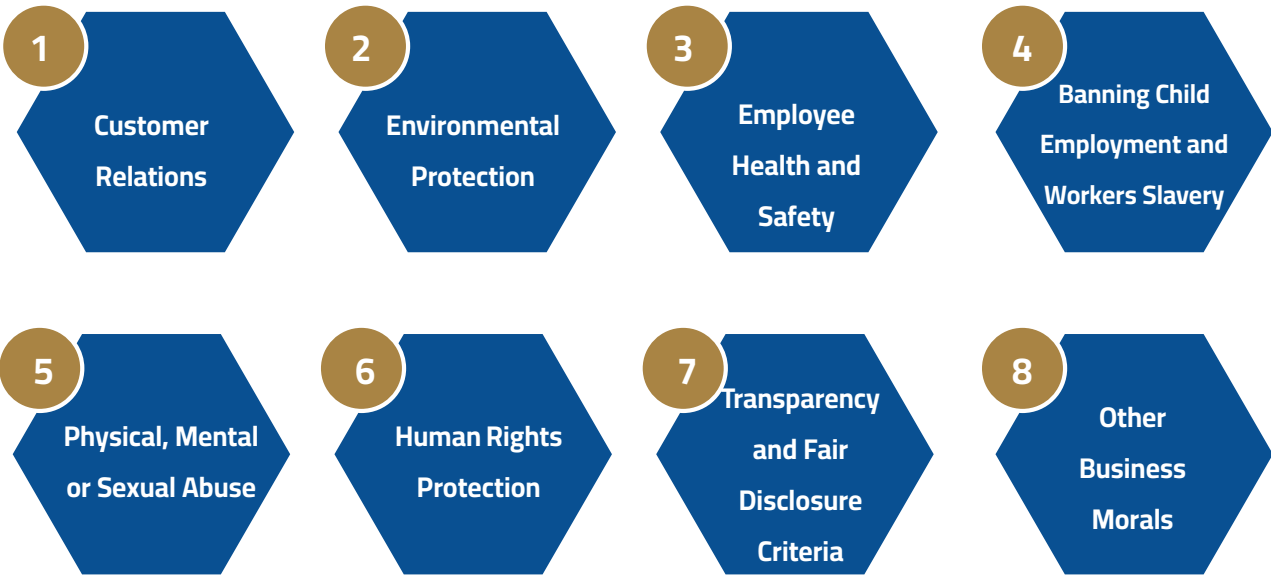 1
Customer
Relations
2
Environmental
Protection
3
Employee
Health and
Safety
4
Banning Child
Employment and
Workers Slavery
5
Physical, Mental
or Sexual Abuse
6
Human Rights
Protection
7
Transparency
and Fair
Disclosure
Criteria
8
Other
Business
Morals